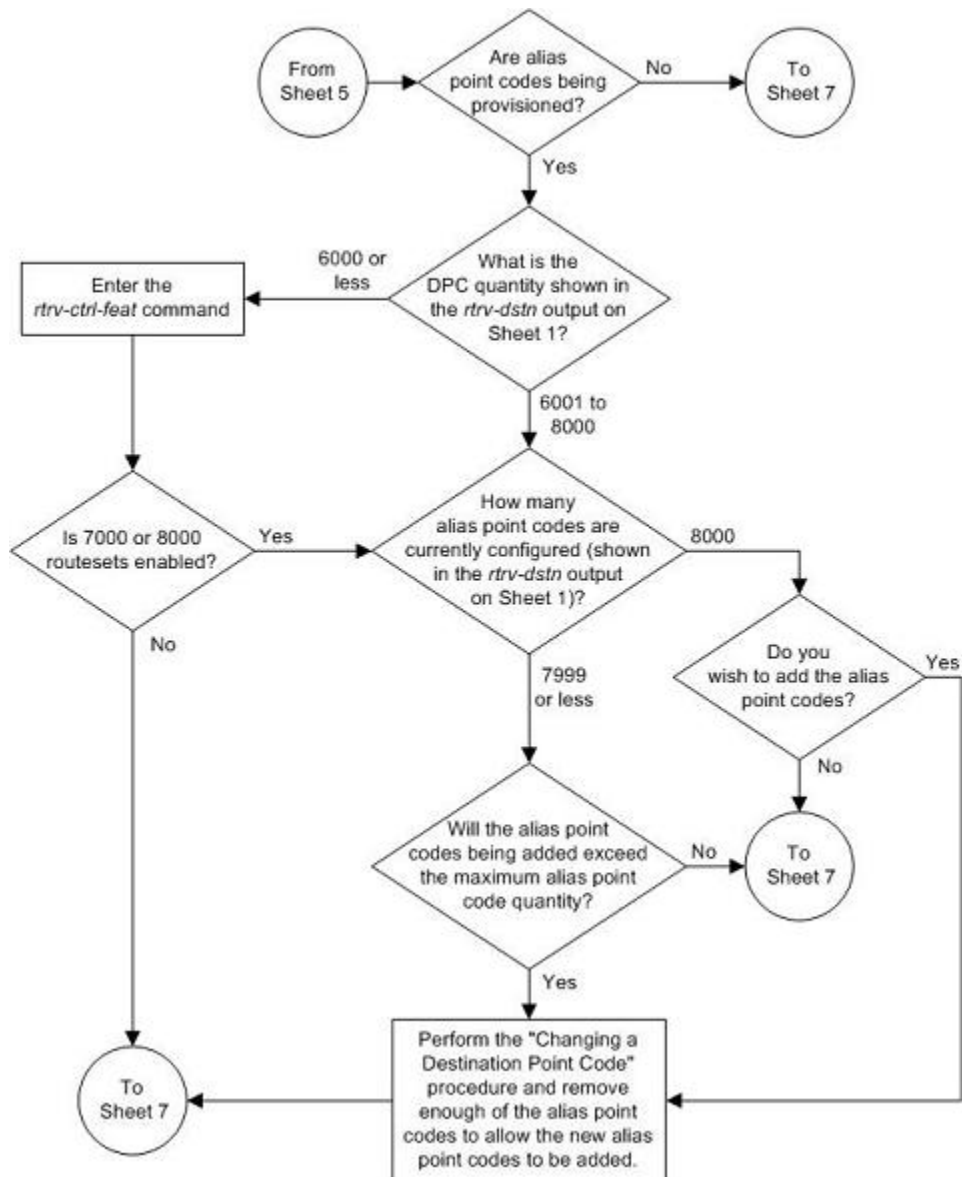 From
Sheet 5
Are alias
point codes being
provisioned?
No
To
Sheet 7
Yes
What is the
DPC quantity shown in
the rtrv-dstn output on
Sheet 1?
6000 or
less
Enter the
rtrv-ctrl-feat command
6001 to
8000
Is 7000 or 8000
routesets enabled?
Yes
No
How many
alias point codes are
currently configured (shown
in the rtrv-dstn output
on Sheet 1)?
8000
7999
or less
Do you
wish to add the alias
point codes?
Yes
No
Will the alias point
codes being added exceed
the maximum alias point
code quantity?
No
To
Sheet 7
Yes
Perform the "Changing a
Destination Point Code"
procedure and remove
enough of the alias point
codes to allow the new alias
point codes to be added.
To
Sheet 7